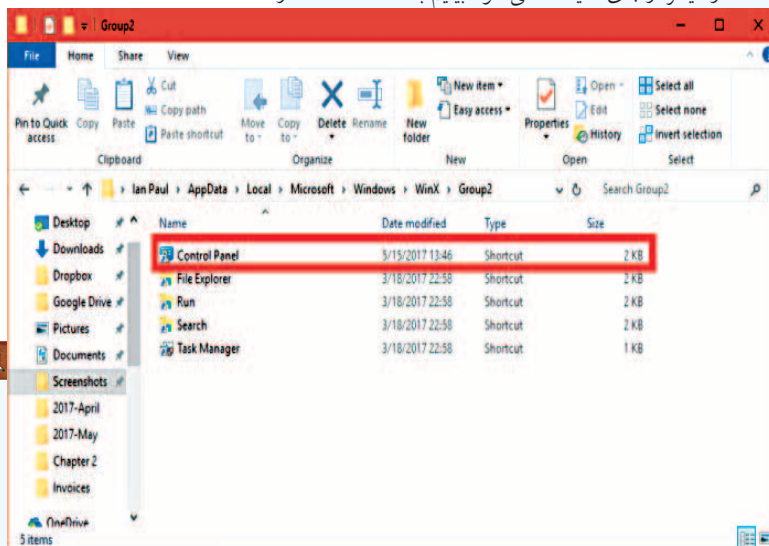 Group2
File Home Share View
Pin to Quick access
Copy
Paste
Cut
Copy path
Paste shortcut
Clipboard
Move to
Copy to
Delete
Rename
Organize
New folder
New item
Easy access
New
Properties
Open
Edit
History
Open
Select all
Select none
Invert selection
Select
Ian Paul › AppData › Local › Microsoft › Windows › WinX › Group2
Search Group2
Desktop
Downloads
Dropbox
Google Drive
Pictures
Documents
Screenshots
2017-April
2017-May
Chapter 2
Invoices
OneDrive
Name Date modified Type Size
Control Panel 5/15/2017 13:46 Shortcut 2 KB
File Explorer 3/18/2017 22:58 Shortcut 2 KB
Run 3/18/2017 22:58 Shortcut 2 KB
Search 3/18/2017 22:58 Shortcut 2 KB
Task Manager 3/18/2017 22:58 Shortcut 1 KB
5 items